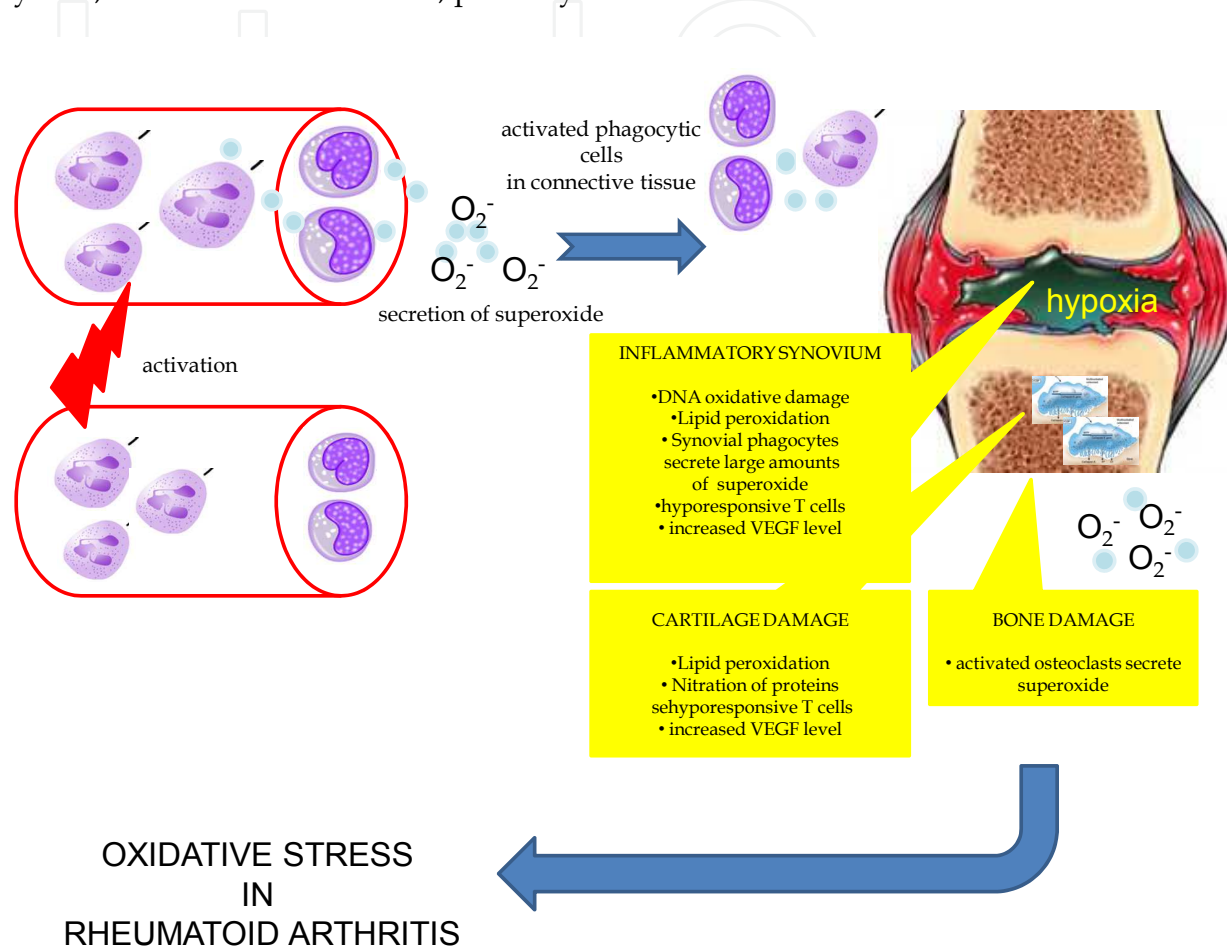 activated phagocytic
cells
in connective tissue
O2-
O2- O2-
secretion of superoxide
activation
hypoxia
INFLAMMATORY SYNOVIUM
•DNA oxidative damage
•Lipid peroxidation
• Synovial phagocytes
secrete large amounts
of superoxide
•hyporesponsive T cells
• increased VEGF level
O2- O2-
O2-
CARTILAGE DAMAGE
•Lipid peroxidation
• Nitration of proteins
sehyporesponsive T cells
• increased VEGF level
BONE DAMAGE
• activated osteoclasts secrete
superoxide
OXIDATIVE STRESS
IN
RHEUMATOID ARTHRITIS